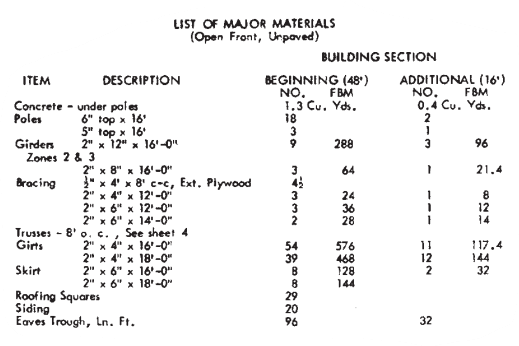 LIST OF MAJOR MATERIALS
(Open Front, Unpaved)
BUILDING SECTION
ITEM DESCRIPTION BEGINNING (48') ADDITIONAL (16')
NO. FBM NO. FBM
Concrete - under poles 1.3 Cu. Yds. 0.4 Cu. Yds.
Poles 6" top x 16' 18 2
5" top x 16' 3 1
Girders 2" x 12" x 16'-0" 9 288 3 96
Zones 2 & 3
2" x 8" x 16'-0" 3 64 1 21.4
Bracing ½" x 4' x 8' c-c, Ext. Plywood 4½
2" x 4" x 12'-0" 3 24 1 8
2" x 6" x 12'-0" 3 36 1 12
2" x 6" x 14'-0" 2 28 1 14
Trusses - 8' o. c. , See sheet 4
Girts 2" x 4" x 16'-0" 54 576 11 117.4
2" x 4" x 18'-0" 39 468 12 144
Skirt 2" x 6" x 16'-0" 8 128 2 32
2" x 6" x 18'-0" 8 144
Roofing Squares 29
Siding 20
Eaves Trough, Ln. Ft. 96 32